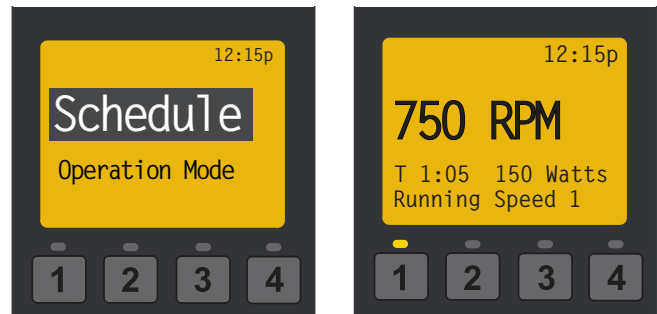 12:15p
Schedule
Operation Mode
1 2 3 4
12:15p
750 RPM
T 1:05 150 Watts
Running Speed 1
1 2 3 4